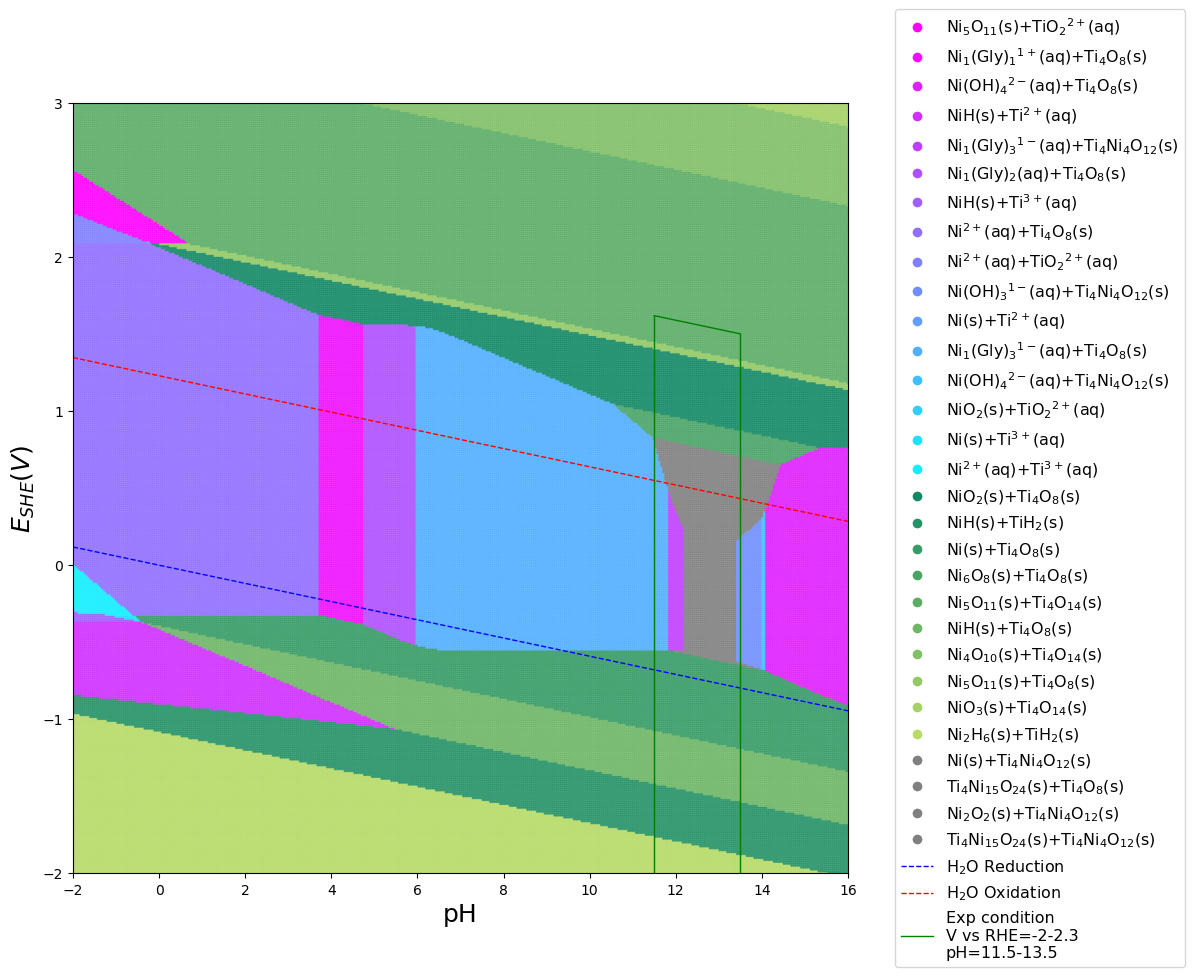 3
2
1
0
−1
−2
E_SHE(V)
−2 0 2 4 6 8 10 12 14 16
pH
Ni₅O₁₁(s)+TiO₂²⁺(aq)
Ni₁(Gly)₁¹⁺(aq)+Ti₄O₈(s)
Ni(OH)₄²⁻(aq)+Ti₄O₈(s)
NiH(s)+Ti²⁺(aq)
Ni₁(Gly)₃¹⁻(aq)+Ti₄Ni₄O₁₂(s)
Ni₁(Gly)₂(aq)+Ti₄O₈(s)
NiH(s)+Ti³⁺(aq)
Ni²⁺(aq)+Ti₄O₈(s)
Ni²⁺(aq)+TiO₂²⁺(aq)
Ni(OH)₃¹⁻(aq)+Ti₄Ni₄O₁₂(s)
Ni(s)+Ti²⁺(aq)
Ni₁(Gly)₃¹⁻(aq)+Ti₄O₈(s)
Ni(OH)₄²⁻(aq)+Ti₄Ni₄O₁₂(s)
NiO₂(s)+TiO₂²⁺(aq)
Ni(s)+Ti³⁺(aq)
Ni²⁺(aq)+Ti³⁺(aq)
NiO₂(s)+Ti₄O₈(s)
NiH(s)+TiH₂(s)
Ni(s)+Ti₄O₈(s)
Ni₆O₈(s)+Ti₄O₈(s)
Ni₅O₁₁(s)+Ti₄O₁₄(s)
NiH(s)+Ti₄O₈(s)
Ni₄O₁₀(s)+Ti₄O₁₄(s)
Ni₅O₁₁(s)+Ti₄O₈(s)
NiO₃(s)+Ti₄O₁₄(s)
Ni₂H₆(s)+TiH₂(s)
Ni(s)+Ti₄Ni₄O₁₂(s)
Ti₄Ni₁₅O₂₄(s)+Ti₄O₈(s)
Ni₂O₂(s)+Ti₄Ni₄O₁₂(s)
Ti₄Ni₁₅O₂₄(s)+Ti₄Ni₄O₁₂(s)
H₂O Reduction
H₂O Oxidation
Exp condition
V vs RHE=-2-2.3
pH=11.5-13.5